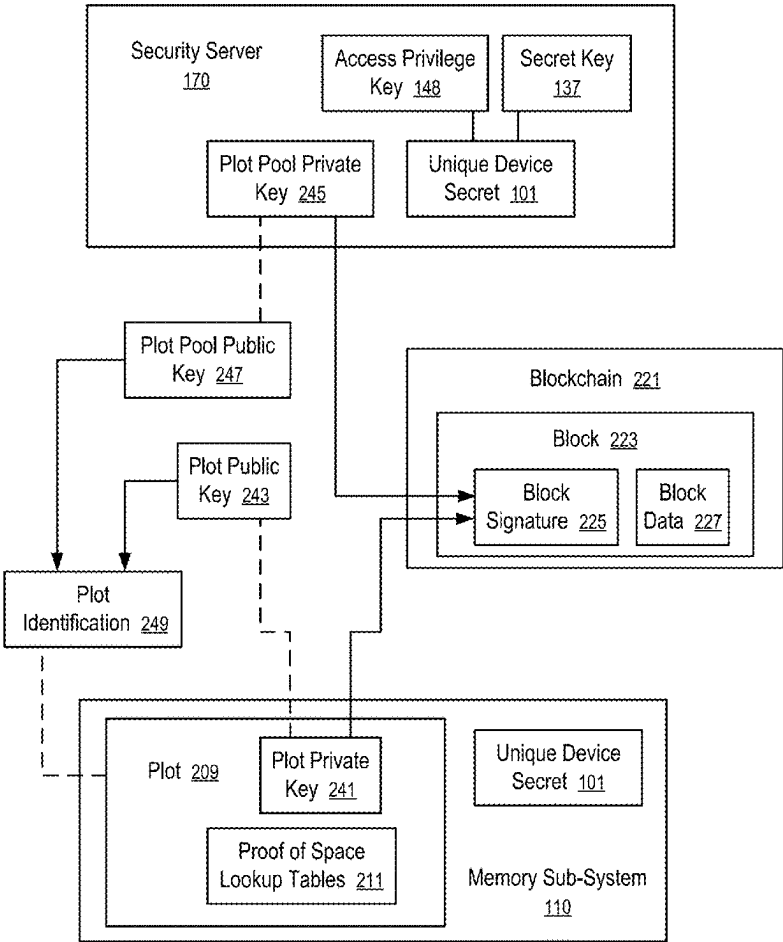 Security Server
170
Access Privilege
Key 148
Secret Key
137
Plot Pool Private
Key 245
Unique Device
Secret 101
Plot Pool Public
Key 247
Blockchain 221
Block 223
Plot Public
Key 243
Block
Signature 225
Block
Data 227
Plot
Identification 249
Plot 209
Plot Private
Key 241
Unique Device
Secret 101
Proof of Space
Lookup Tables 211
Memory Sub-System
110